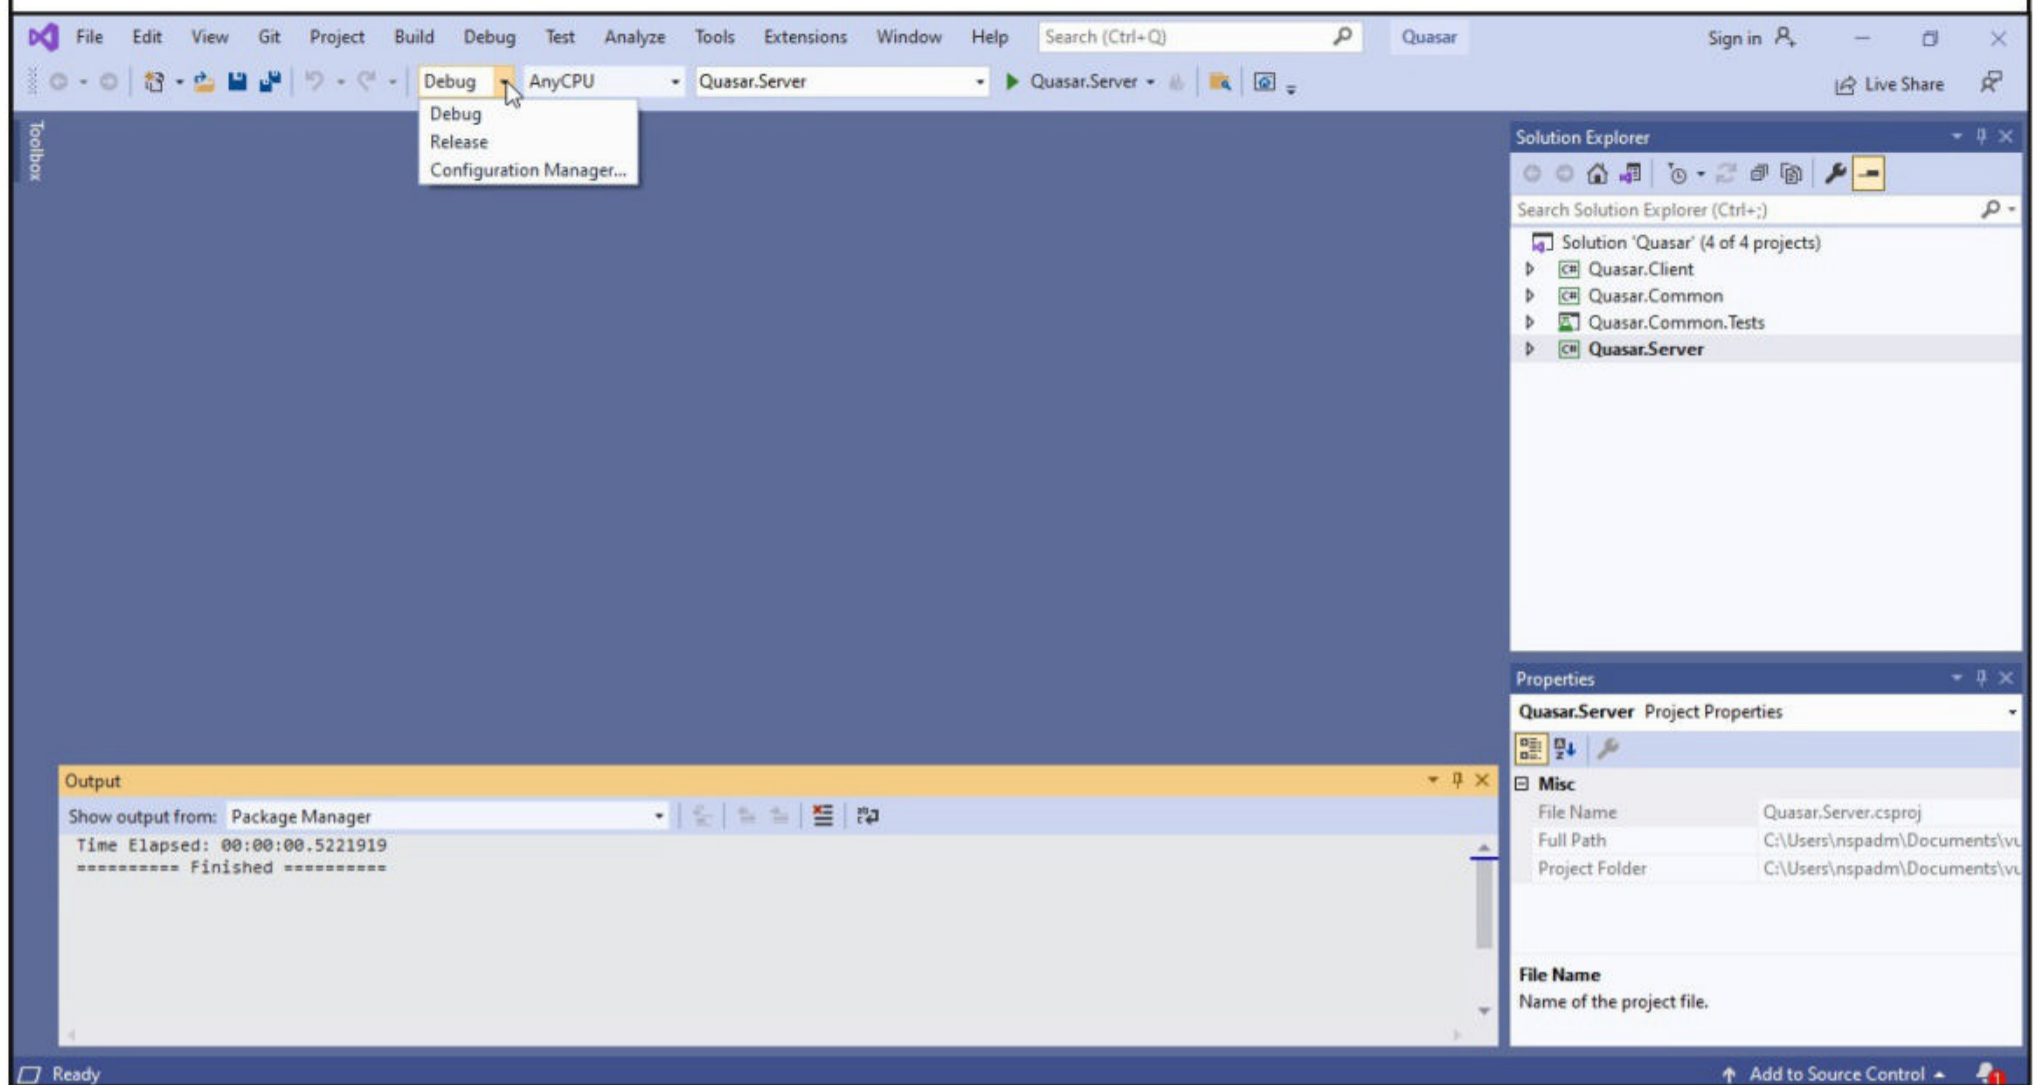 File Edit View Git Project Build Debug Test Analyze Tools Extensions Window Help Search (Ctrl+Q) Quasar Sign in
Debug AnyCPU Quasar.Server Quasar.Server Live Share
Debug
Release
Configuration Manager...
Toolbox
Solution Explorer
Search Solution Explorer (Ctrl+;)
Solution 'Quasar' (4 of 4 projects)
C# Quasar.Client
C# Quasar.Common
Quasar.Common.Tests
C# Quasar.Server
Properties
Quasar.Server Project Properties
Misc
File Name Quasar.Server.csproj
Full Path C:\Users\nspadm\Documents\vu
Project Folder C:\Users\nspadm\Documents\vu
File Name
Name of the project file.
Output
Show output from: Package Manager
Time Elapsed: 00:00:00.5221919
========== Finished ==========
Ready Add to Source Control 1